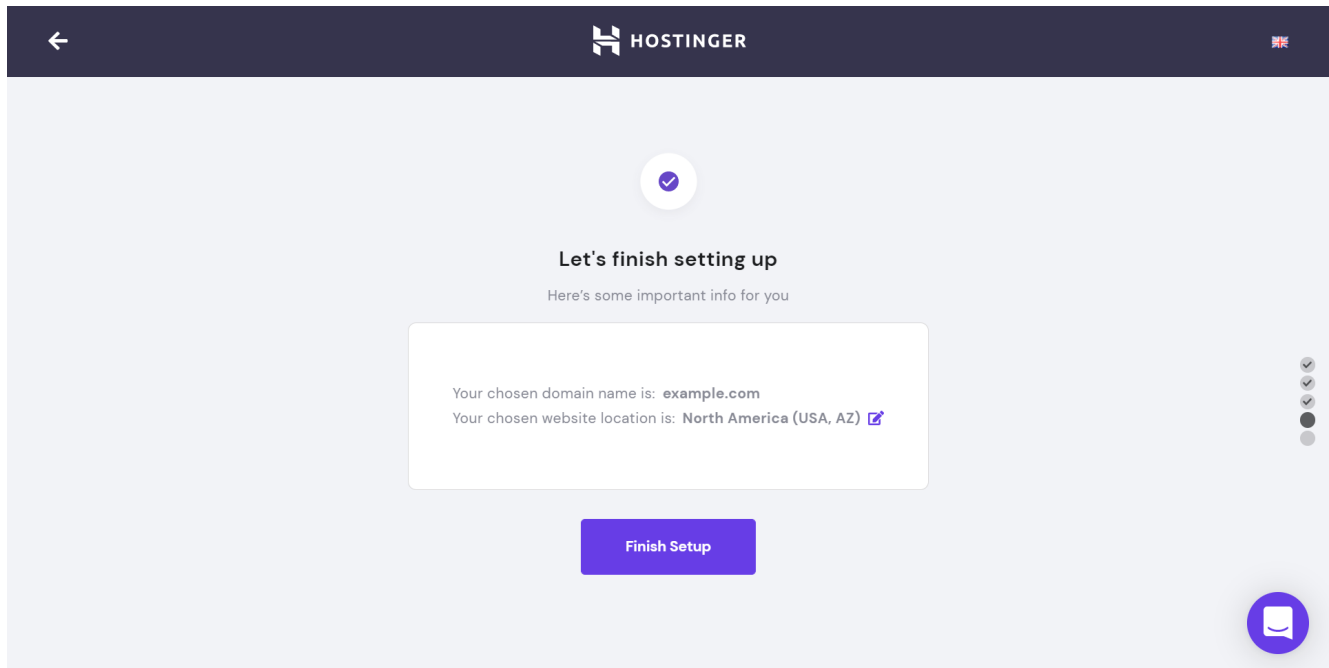 HOSTINGER
Let's finish setting up
Here’s some important info for you
Your chosen domain name is: example.com
Your chosen website location is: North America (USA, AZ)
Finish Setup